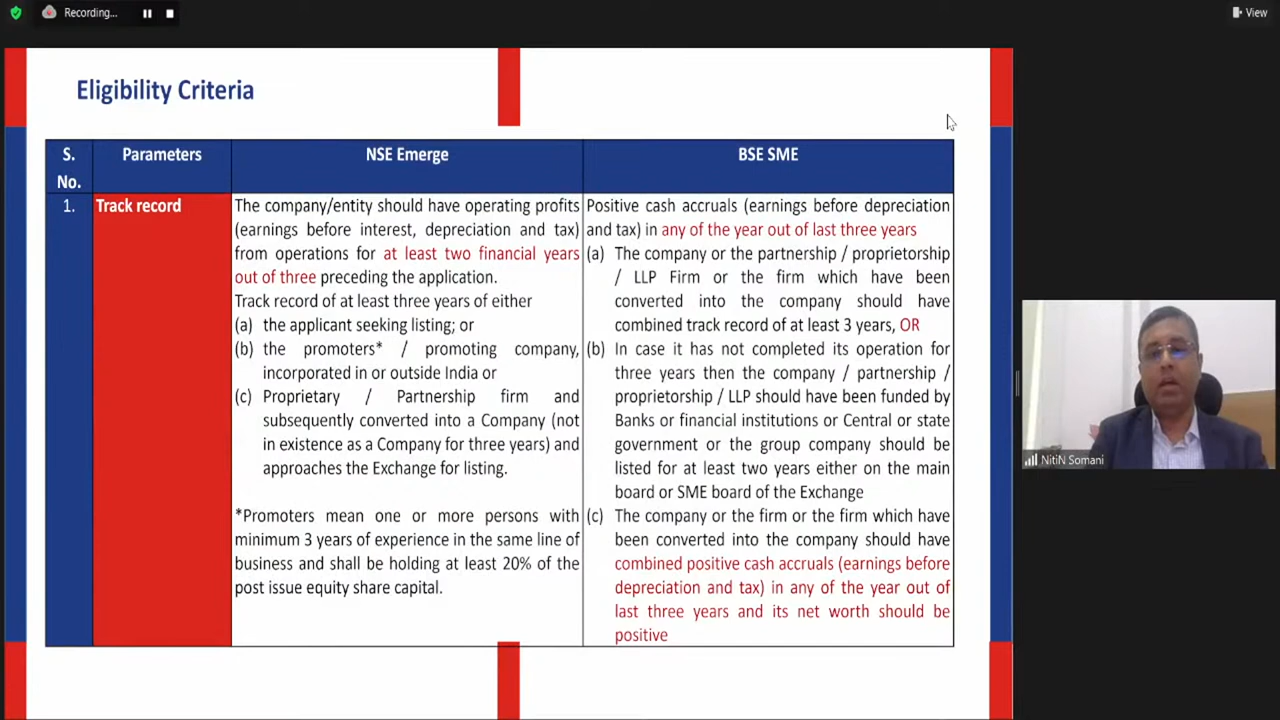 Recording...
View
Eligibility Criteria
S.
No.
Parameters
NSE Emerge
BSE SME
1.
Track record
The company/entity should have operating profits
(earnings before interest, depreciation and tax)
from operations for at least two financial years
out of three preceding the application.
Track record of at least three years of either
(a) the applicant seeking listing; or
(b) the promoters* / promoting company,
incorporated in or outside India or
(c) Proprietary / Partnership firm and
subsequently converted into a Company (not
in existence as a Company for three years) and
approaches the Exchange for listing.
*Promoters mean one or more persons with
minimum 3 years of experience in the same line of
business and shall be holding at least 20% of the
post issue equity share capital.
Positive cash accruals (earnings before depreciation
and tax) in any of the year out of last three years
(a) The company or the partnership / proprietorship
/ LLP Firm or the firm which have been
converted into the company should have
combined track record of at least 3 years, OR
(b) In case it has not completed its operation for
three years then the company / partnership /
proprietorship / LLP should have been funded by
Banks or financial institutions or Central or state
government or the group company should be
listed for at least two years either on the main
board or SME board of the Exchange
(c) The company or the firm or the firm which have
been converted into the company should have
combined positive cash accruals (earnings before
depreciation and tax) in any of the year out of
last three years and its net worth should be
positive
NitiN Somani